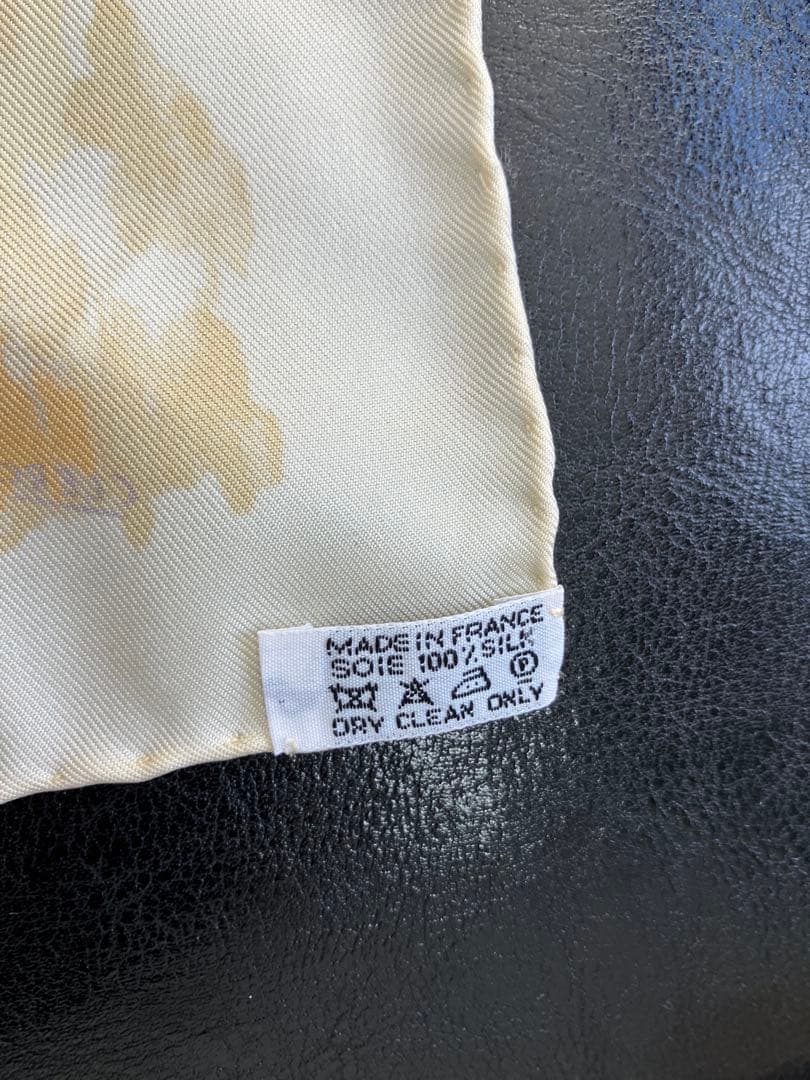 MADE IN FRANCE
SOIE 100% SILK
P
DRY CLEAN ONLY